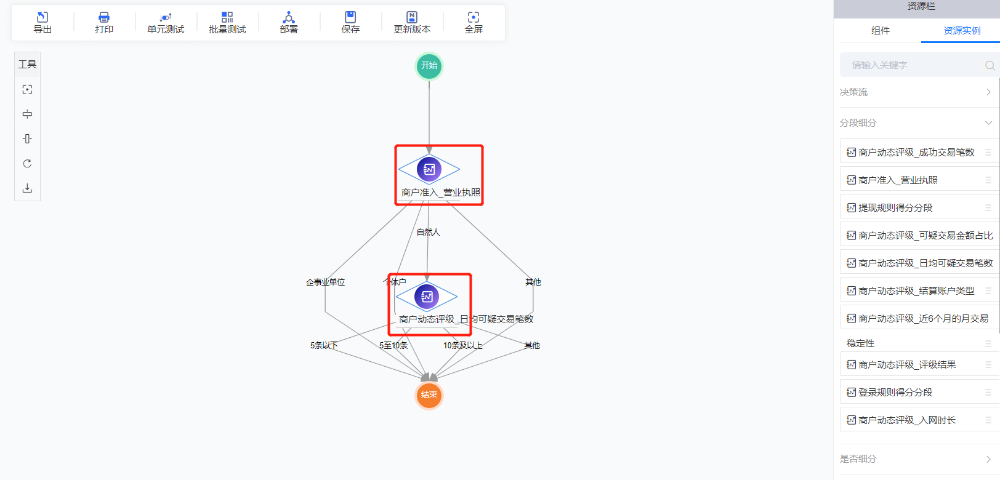 导出
打印
单元测试
批量测试
部署
保存
更新版本
全屏
工具
开始
商户准入_营业执照
自然人
企事业单位
个体户
其他
商户动态评级_日均可疑交易笔数
5条以下
5至10条
10条及以上
其他
结束
资源栏
组件
资源实例
请输入关键字
决策流
分段细分
商户动态评级_成功交易笔数
商户准入_营业执照
提现规则得分分段
商户动态评级_可疑交易金额占比
商户动态评级_日均可疑交易笔数
商户动态评级_结算账户类型
商户动态评级_近6个月的月交易
稳定性
商户动态评级_评级结果
登录规则得分分段
商户动态评级_入网时长
是否细分